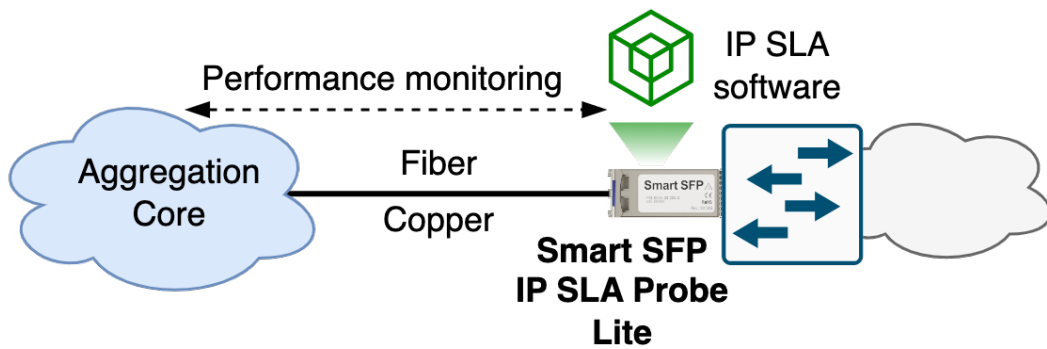 IP SLA
software
Performance monitoring
Aggregation
Core
Fiber
Copper
Smart SFP
Smart SFP
IP SLA Probe
Lite